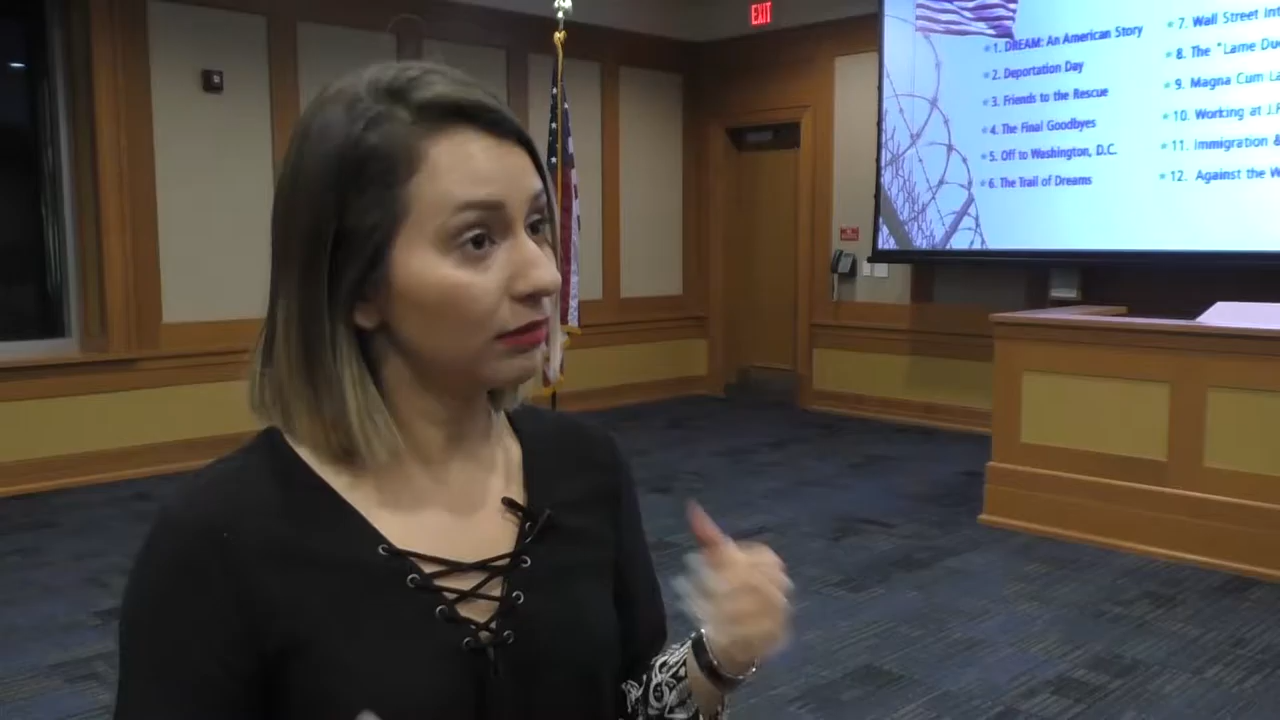 EXIT
1. DREAM: An American Story
2. Deportation Day
3. Friends to the Rescue
4. The Final Goodbyes
5. Off to Washington, D.C.
6. The Trail of Dreams
7. Wall Street
8. The "Lame
9. Magna Cum
10. Working at
11. Immigration &
12. Against the